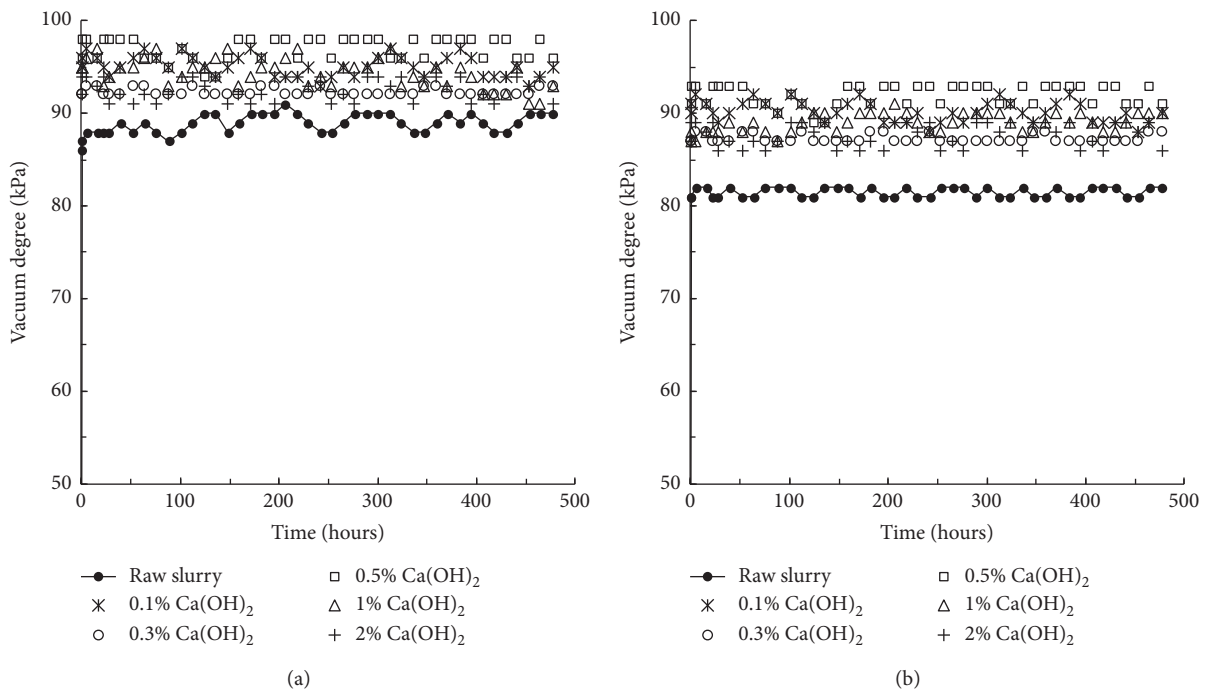 100
90
80
70
60
50
Vacuum degree (kPa)
0 100 200 300 400 500
Time (hours)
Raw slurry
0.1% Ca(OH)2
0.3% Ca(OH)2
0.5% Ca(OH)2
1% Ca(OH)2
2% Ca(OH)2
(a)
100
90
80
70
60
50
Vacuum degree (kPa)
0 100 200 300 400 500
Time (hours)
Raw slurry
0.1% Ca(OH)2
0.3% Ca(OH)2
0.5% Ca(OH)2
1% Ca(OH)2
2% Ca(OH)2
(b)